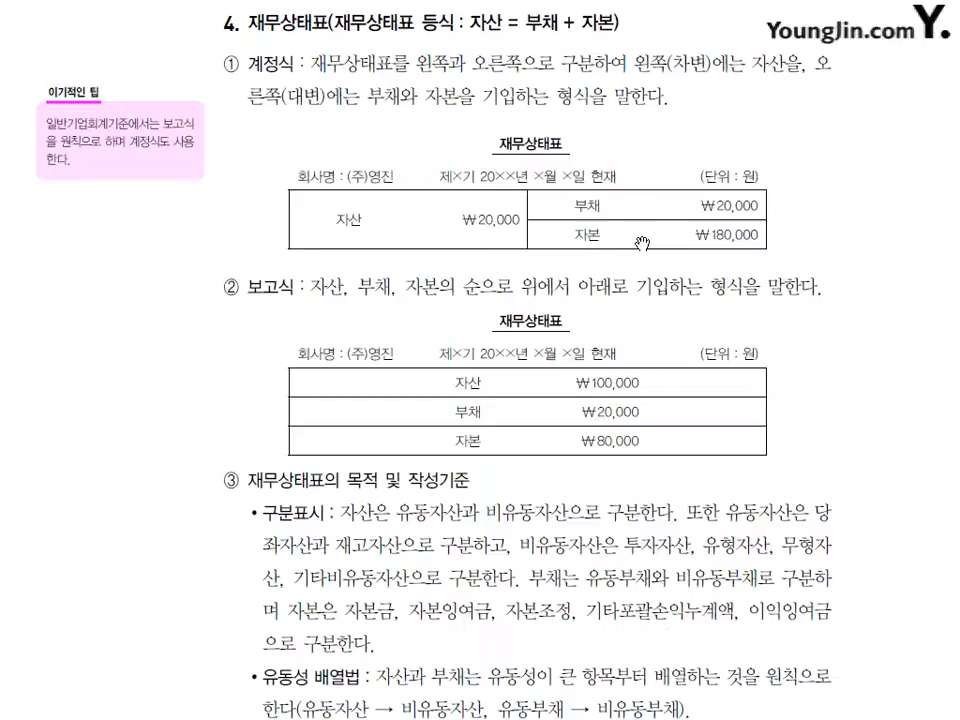 4. 재무상태표(재무상태표 등식 : 자산 = 부채 + 자본)
YoungJin.com Y.
① 계정식 : 재무상태표를 왼쪽과 오른쪽으로 구분하여 왼쪽(차변)에는 자산을, 오
른쪽(대변)에는 부채와 자본을 기입하는 형식을 말한다.
이기적인 팁
일반기업회계기준에서는 보고식
을 원칙으로 하며 계정식도 사용
한다.
재무상태표
회사명 : (주)영진 제×기 20××년 ×월 ×일 현재 (단위 : 원)
자산 ₩20,000 부채 ₩20,000
자본 ₩180,000
② 보고식 : 자산, 부채, 자본의 순으로 위에서 아래로 기입하는 형식을 말한다.
재무상태표
회사명 : (주)영진 제×기 20××년 ×월 ×일 현재 (단위 : 원)
자산 ₩100,000
부채 ₩20,000
자본 ₩80,000
③ 재무상태표의 목적 및 작성기준
• 구분표시 : 자산은 유동자산과 비유동자산으로 구분한다. 또한 유동자산은 당
좌자산과 재고자산으로 구분하고, 비유동자산은 투자자산, 유형자산, 무형자
산, 기타비유동자산으로 구분한다. 부채는 유동부채와 비유동부채로 구분하
며 자본은 자본금, 자본잉여금, 자본조정, 기타포괄손익누계액, 이익잉여금
으로 구분한다.
• 유동성 배열법 : 자산과 부채는 유동성이 큰 항목부터 배열하는 것을 원칙으로
한다(유동자산 → 비유동자산, 유동부채 → 비유동부채).